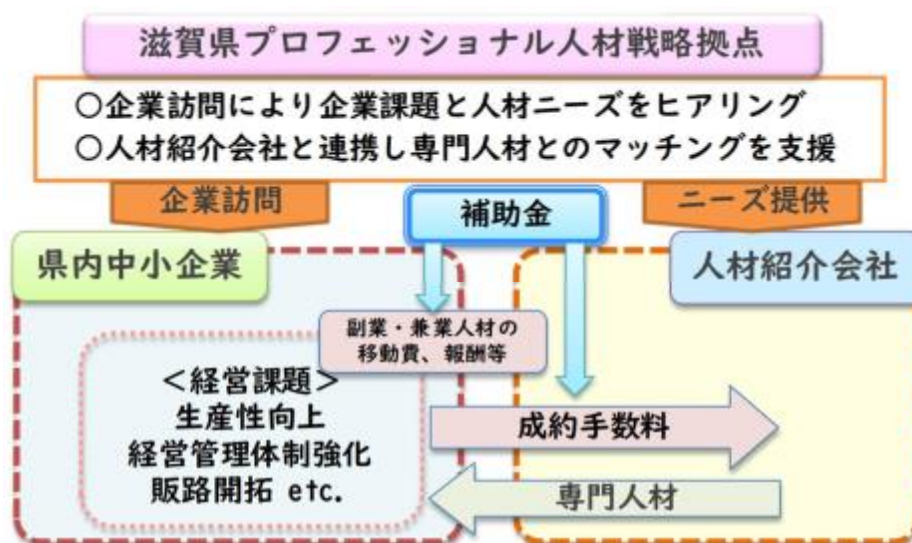 滋賀県プロフェッショナル人材戦略拠点
○企業訪問により企業課題と人材ニーズをヒアリング
○人材紹介会社と連携し専門人材とのマッチングを支援
企業訪問
補助金
ニーズ提供
県内中小企業
人材紹介会社
副業・兼業人材の
移動費、報酬等
＜経営課題＞
生産性向上
経営管理体制強化
販路開拓 etc.
成約手数料
専門人材